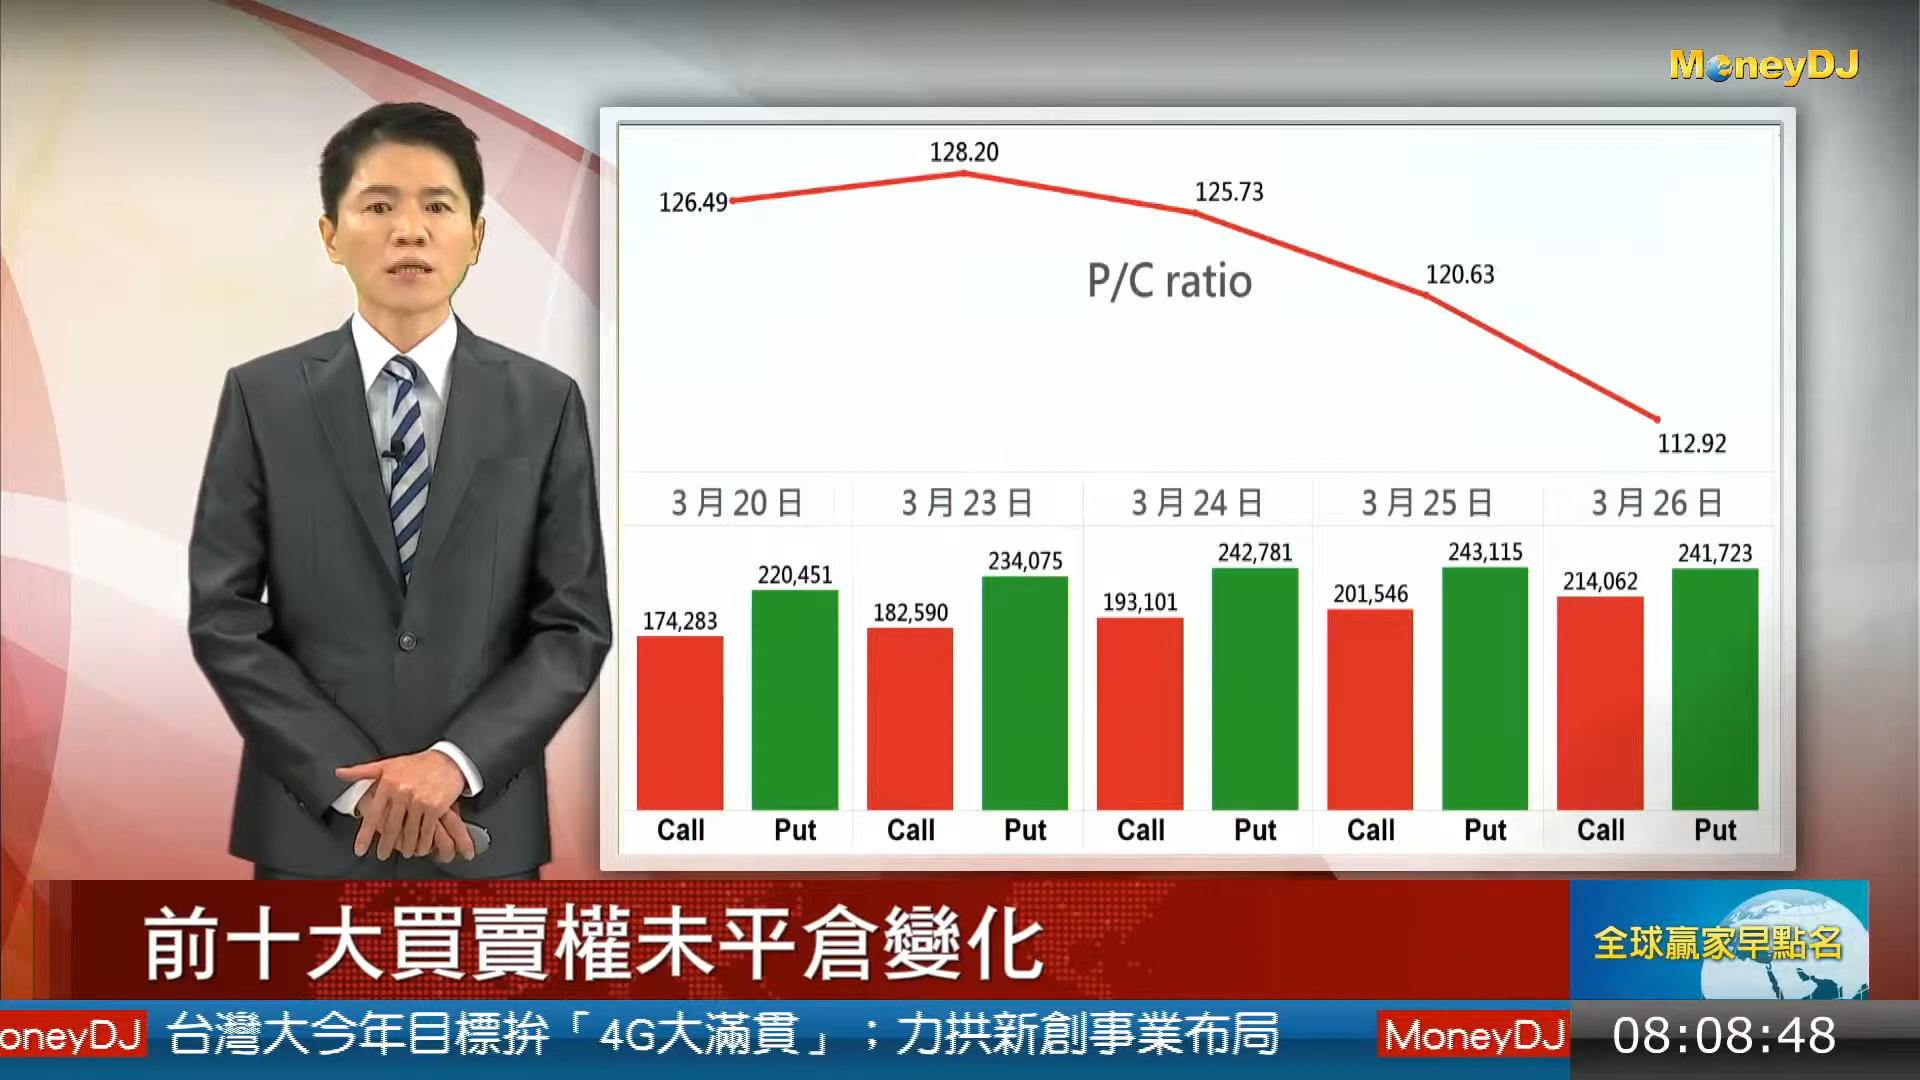 MoneyDJ
128.20
126.49
125.73
120.63
P/C ratio
112.92
3月20日 3月23日 3月24日 3月25日 3月26日
174,283 220,451 182,590 234,075 193,101 242,781 201,546 243,115 214,062 241,723
Call Put Call Put Call Put Call Put Call Put
前十大買賣權未平倉變化
全球贏家早點名
oneyDJ 台灣大今年目標拚「4G大滿貫」；力拱新創事業布局 MoneyDJ 08:08:48